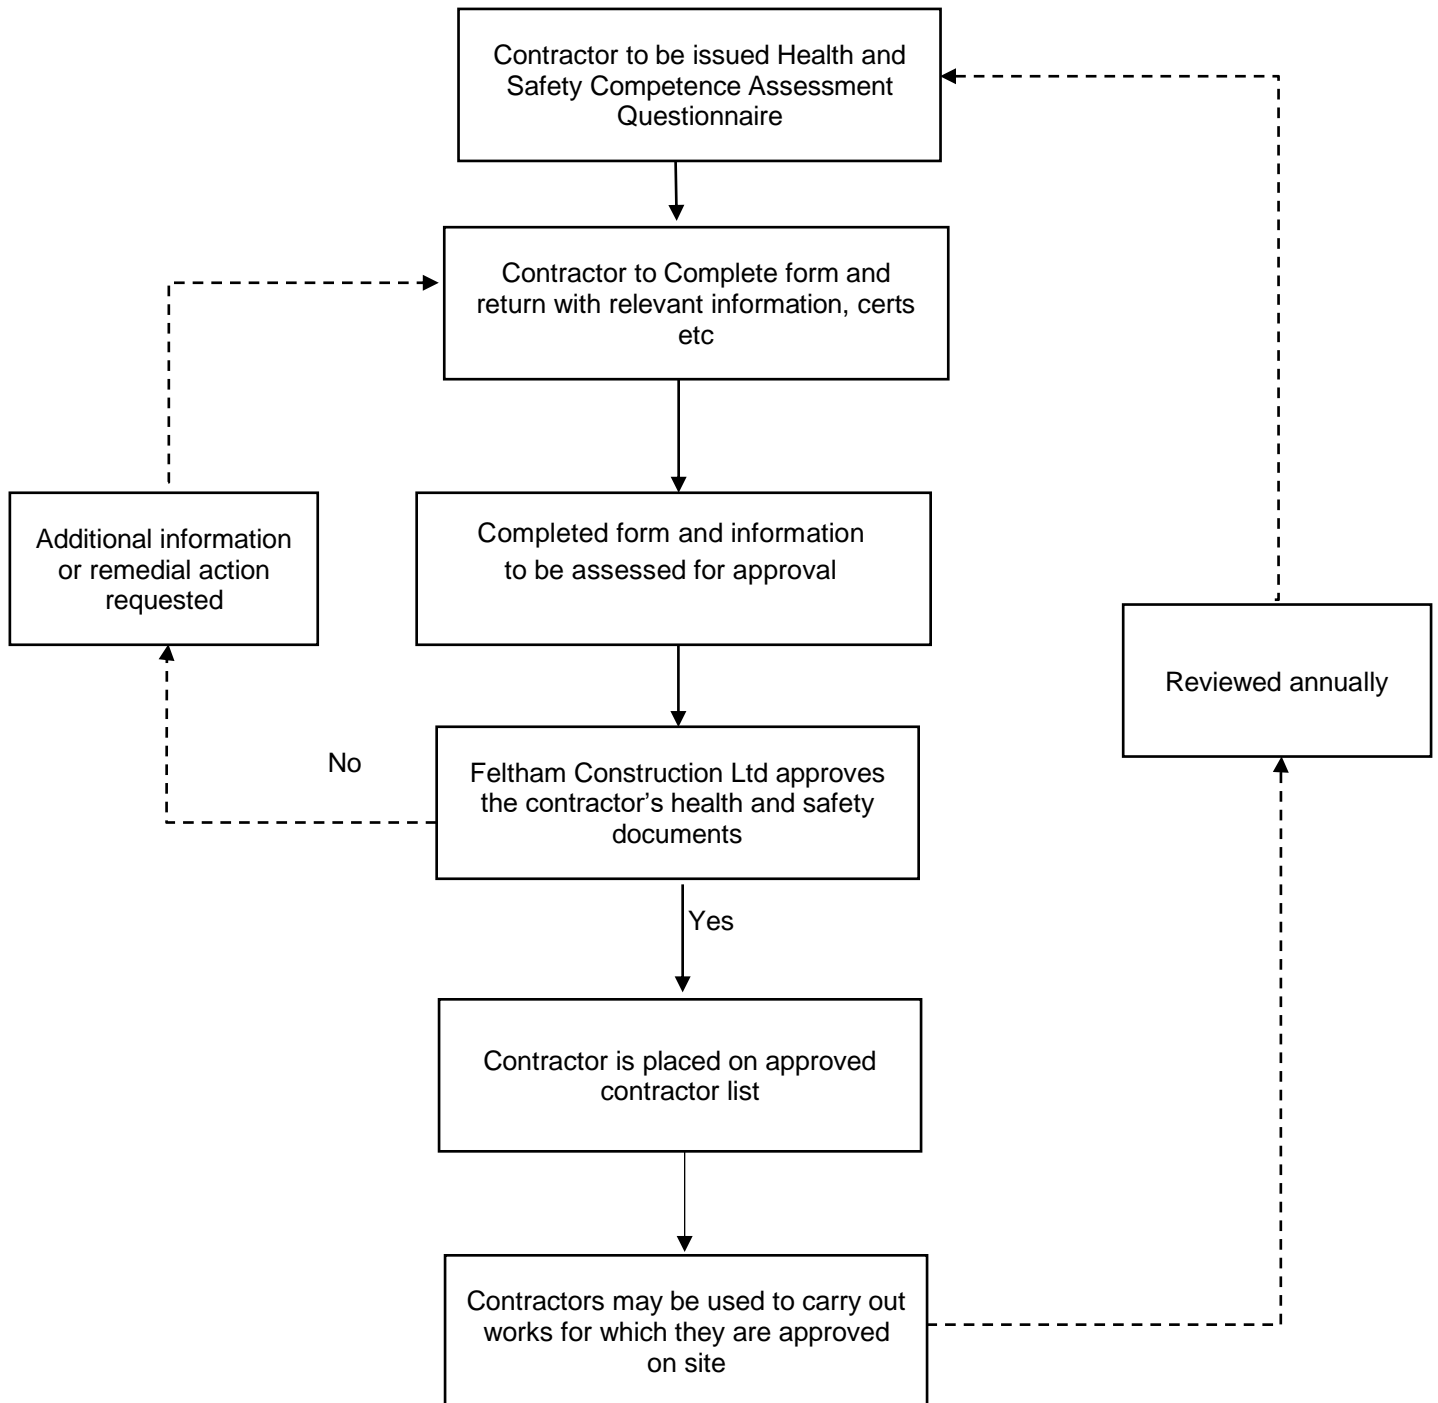 Contractor to be issued Health and
Safety Competence Assessment
Questionnaire
Contractor to Complete form and
return with relevant information, certs
etc
Additional information
or remedial action
requested
Completed form and information
to be assessed for approval
Reviewed annually
No
Feltham Construction Ltd approves
the contractor’s health and safety
documents
Yes
Contractor is placed on approved
contractor list
Contractors may be used to carry out
works for which they are approved
on site